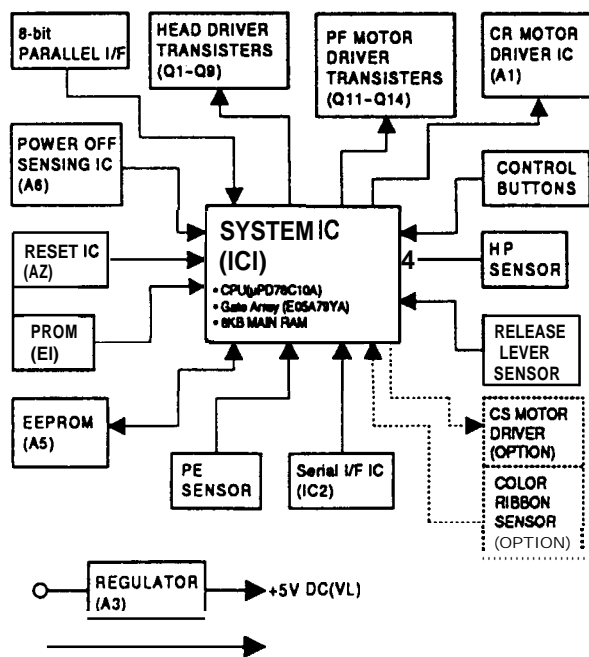 8-bit
PARALLEL I/F
HEAD DRIVER
TRANSISTERS
(Q1-Q9)
PF MOTOR
DRIVER
TRANSISTERS
(Q11-Q14)
CR MOTOR
DRIVER IC
(A1)
POWER OFF
SENSING IC
(A6)
CONTROL
BUTTONS
SYSTEM IC
(ICI)
• CPU(µPD78C10A)
• Gate Array (E05A79YA)
• 8KB MAIN RAM
RESET IC
(AZ)
4
HP
SENSOR
PROM
(EI)
RELEASE
LEVER
SENSOR
EEPROM
(A5)
PE
SENSOR
Serial I/F IC
(IC2)
CS MOTOR
DRIVER
(OPTION)
COLOR
RIBBON
SENSOR
(OPTION)
REGULATOR
(A3)
+5V DC(VL)